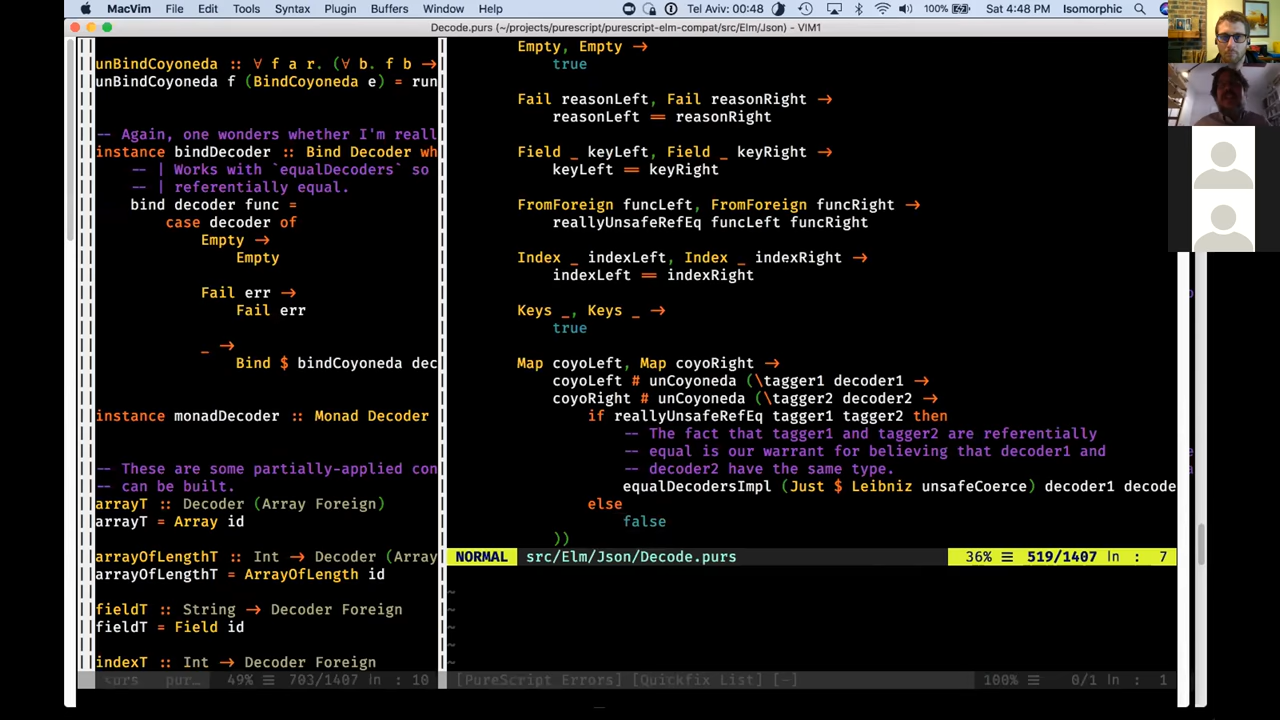 MacVim File Edit Tools Syntax Plugin Buffers Window Help Tel Aviv: 00:48 100% Sat 4:48 PM Isomorphic
Decode.purs (~/projects/purescript/purescript-elm-compat/src/Elm/Json) - VIM1
unBindCoyoneda :: ∀ f a r. (∀ b. f b →
unBindCoyoneda f (BindCoyoneda e) = run
-- Again, one wonders whether I'm reall
instance bindDecoder :: Bind Decoder wh
-- | Works with `equalDecoders` so
-- | referentially equal.
bind decoder func =
case decoder of
Empty →
Empty
Fail err →
Fail err
_ →
Bind $ bindCoyoneda dec
instance monadDecoder :: Monad Decoder
-- These are some partially-applied con
-- can be built.
arrayT :: Decoder (Array Foreign)
arrayT = Array id
arrayOfLengthT :: Int → Decoder (Array
arrayOfLengthT = ArrayOfLength id
fieldT :: String → Decoder Foreign
fieldT = Field id
indexT :: Int → Decoder Foreign
49% ☰ 703/1407 ln : 10
Empty, Empty →
true
Fail reasonLeft, Fail reasonRight →
reasonLeft == reasonRight
Field _ keyLeft, Field _ keyRight →
keyLeft == keyRight
FromForeign funcLeft, FromForeign funcRight →
reallyUnsafeRefEq funcLeft funcRight
Index _ indexLeft, Index _ indexRight →
indexLeft == indexRight
Keys _, Keys _ →
true
Map coyoLeft, Map coyoRight →
coyoLeft # unCoyoneda (\tagger1 decoder1 →
coyoRight # unCoyoneda (\tagger2 decoder2 →
if reallyUnsafeRefEq tagger1 tagger2 then
-- The fact that tagger1 and tagger2 are referentially
-- equal is our warrant for believing that decoder1 and
-- decoder2 have the same type.
equalDecodersImpl (Just $ Leibniz unsafeCoerce) decoder1 decode
else
false
))
NORMAL src/Elm/Json/Decode.purs 36% ☰ 519/1407 ln : 7
~
~
~
~
~
[PureScript Errors] [Quickfix List] [-] 100% ☰ 0/1 ln : 1